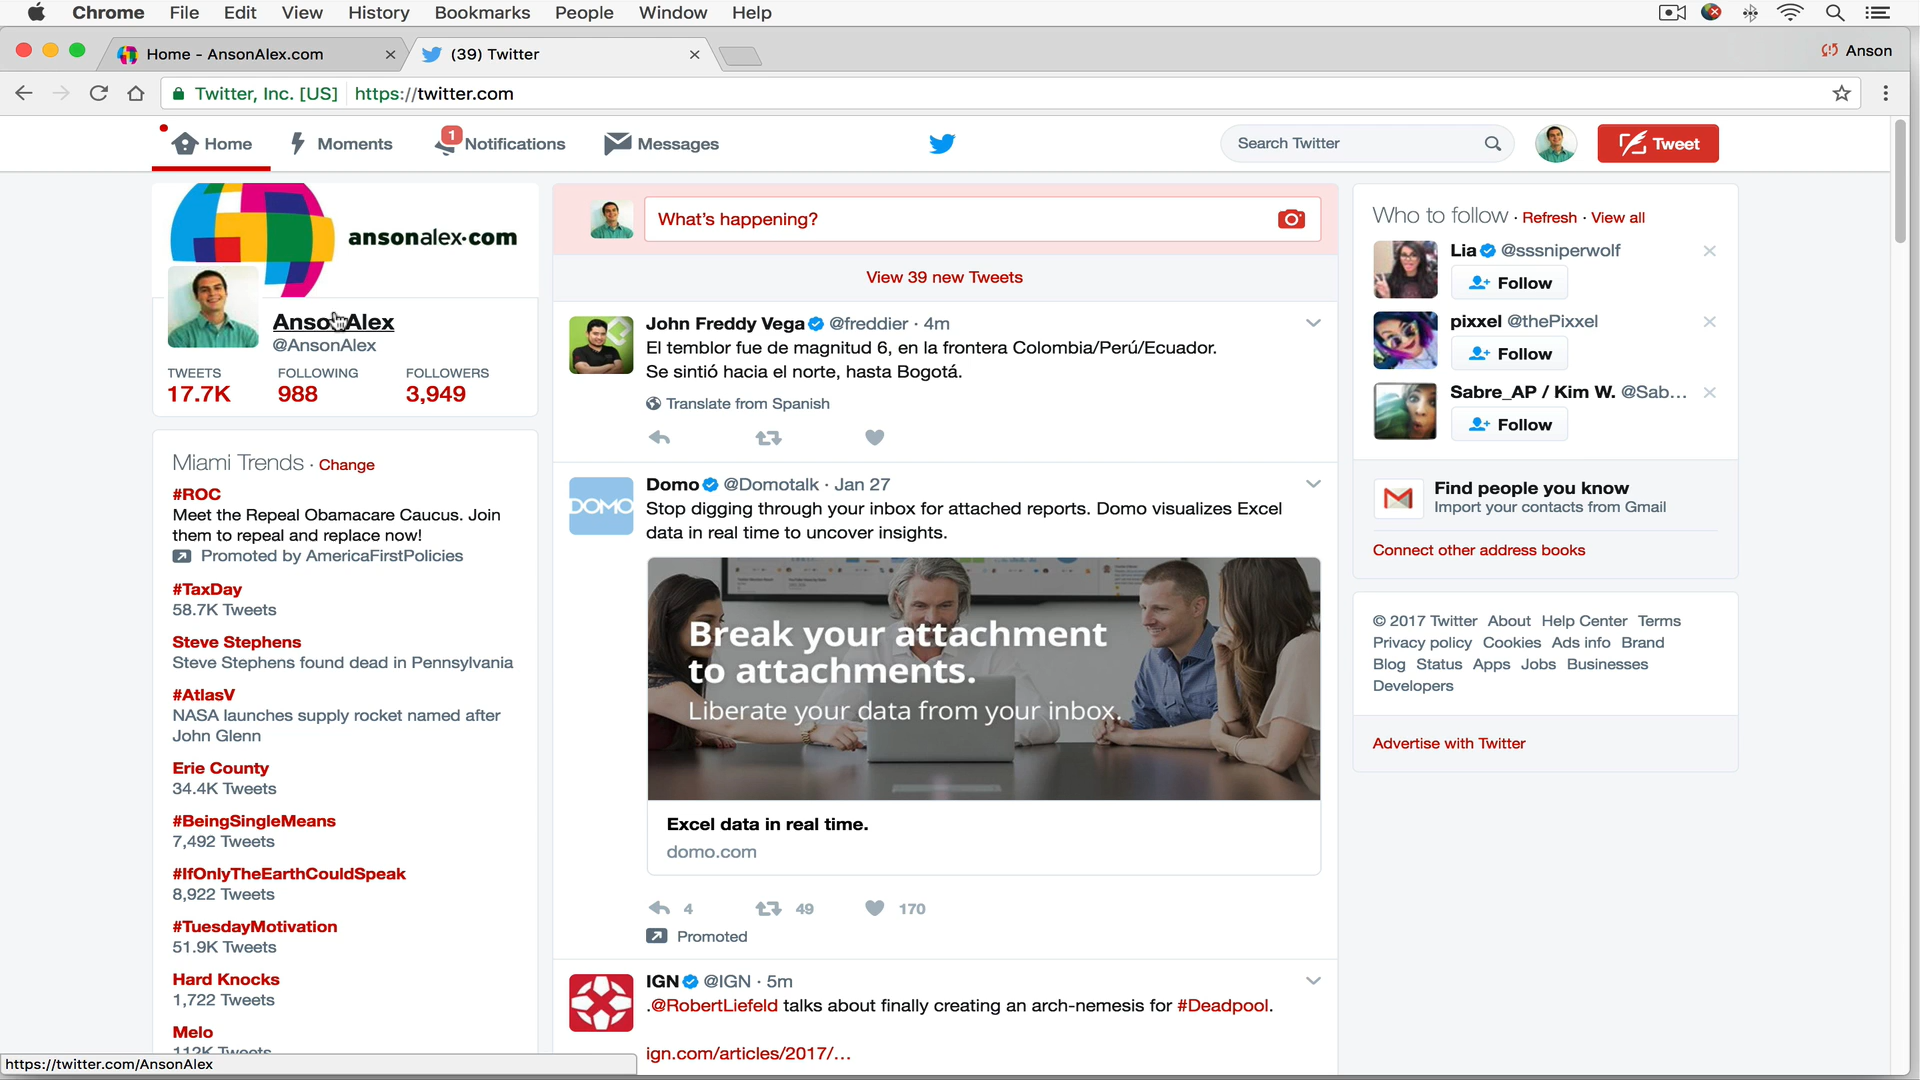 Chrome File Edit View History Bookmarks People Window Help
Home - AnsonAlex.com
(39) Twitter
Anson
Twitter, Inc. [US] https://twitter.com
Home
Moments
1
Notifications
Messages
Search Twitter
Tweet
ansonalex.com
AnsonAlex
@AnsonAlex
TWEETS FOLLOWING FOLLOWERS
17.7K 988 3,949
Miami Trends · Change
#ROC
Meet the Repeal Obamacare Caucus. Join
them to repeal and replace now!
Promoted by AmericaFirstPolicies
#TaxDay
58.7K Tweets
Steve Stephens
Steve Stephens found dead in Pennsylvania
#AtlasV
NASA launches supply rocket named after
John Glenn
Erie County
34.4K Tweets
#BeingSingleMeans
7,492 Tweets
#IfOnlyTheEarthCouldSpeak
8,922 Tweets
#TuesdayMotivation
51.9K Tweets
Hard Knocks
1,722 Tweets
Melo
112K Tweets
https://twitter.com/AnsonAlex
What's happening?
View 39 new Tweets
John Freddy Vega @freddier · 4m
El temblor fue de magnitud 6, en la frontera Colombia/Perú/Ecuador.
Se sintió hacia el norte, hasta Bogotá.
Translate from Spanish
DOMO
Domo @Domotalk · Jan 27
Stop digging through your inbox for attached reports. Domo visualizes Excel
data in real time to uncover insights.
Break your attachment
to attachments.
Liberate your data from your inbox.
Excel data in real time.
domo.com
4 49 170
Promoted
IGN @IGN · 5m
.@RobertLiefeld talks about finally creating an arch-nemesis for #Deadpool.
ign.com/articles/2017/…
Who to follow · Refresh · View all
Lia @sssniperwolf
Follow
pixxel @thePixxel
Follow
Sabre_AP / Kim W. @Sab...
Follow
Find people you know
Import your contacts from Gmail
Connect other address books
© 2017 Twitter About Help Center Terms
Privacy policy Cookies Ads info Brand
Blog Status Apps Jobs Businesses
Developers
Advertise with Twitter